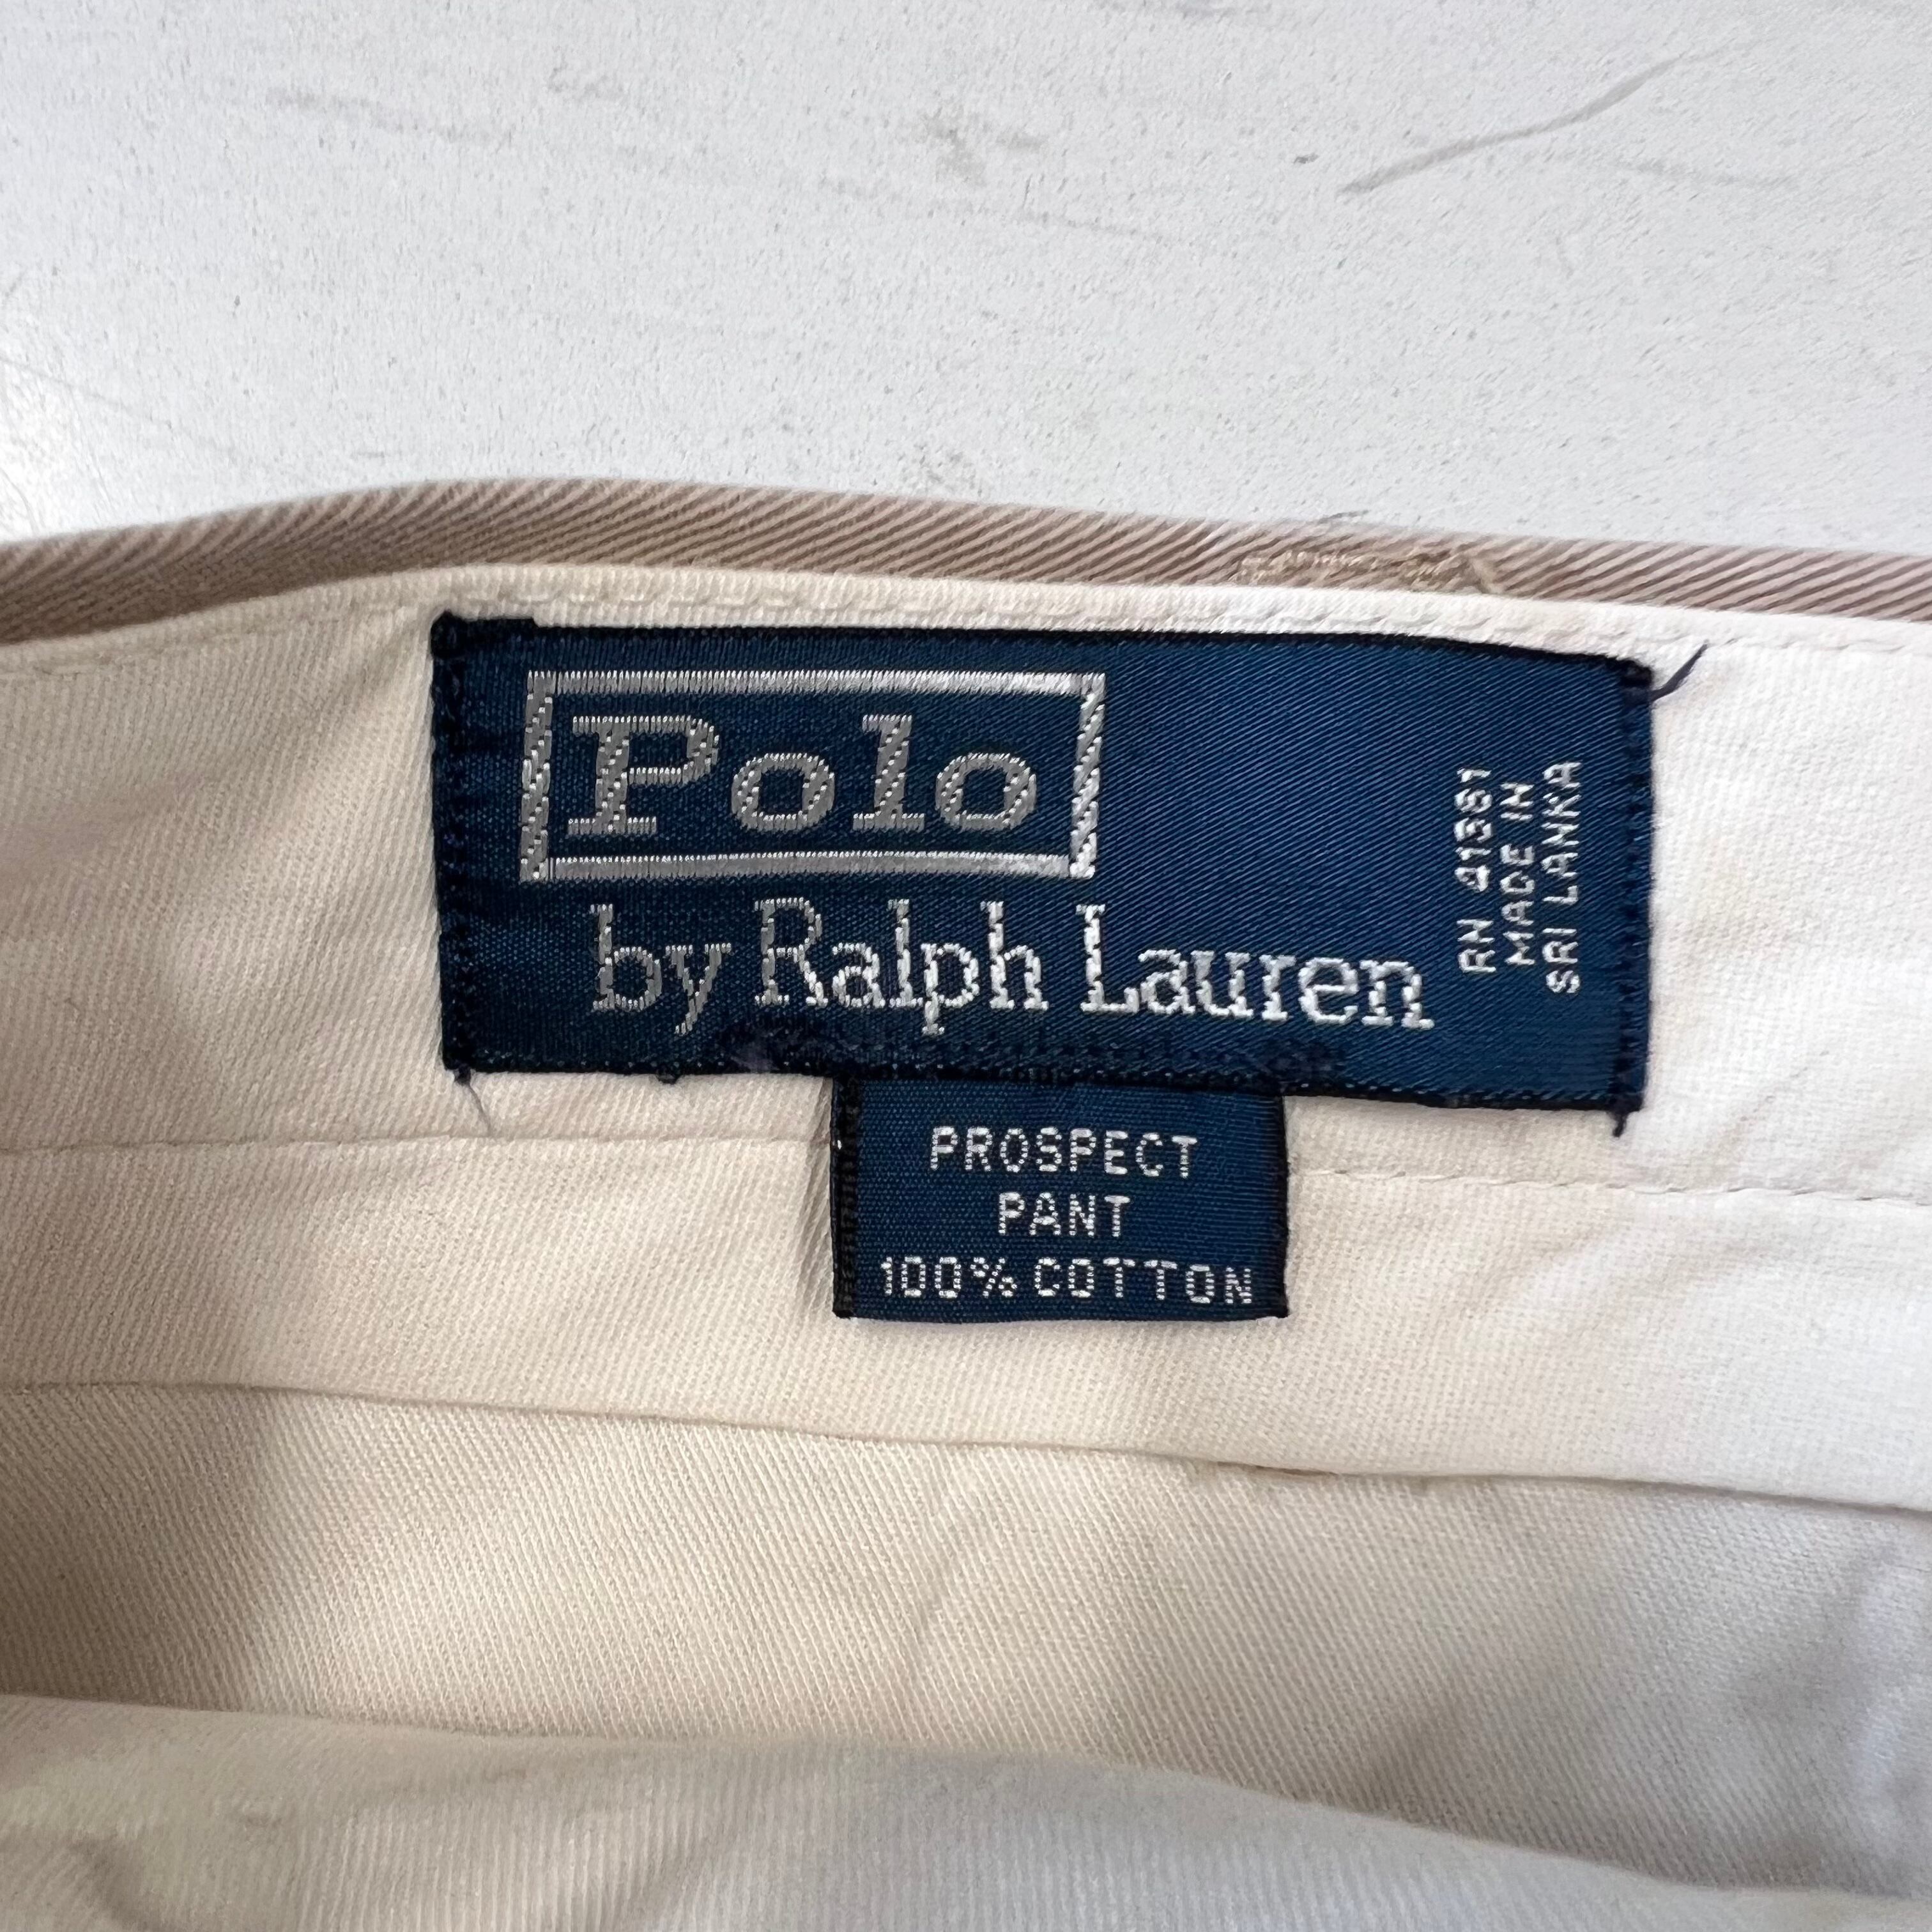 Polo
by Ralph Lauren
RN 41381
MADE IN
SRI LANKA
PROSPECT
PANT
100% COTTON